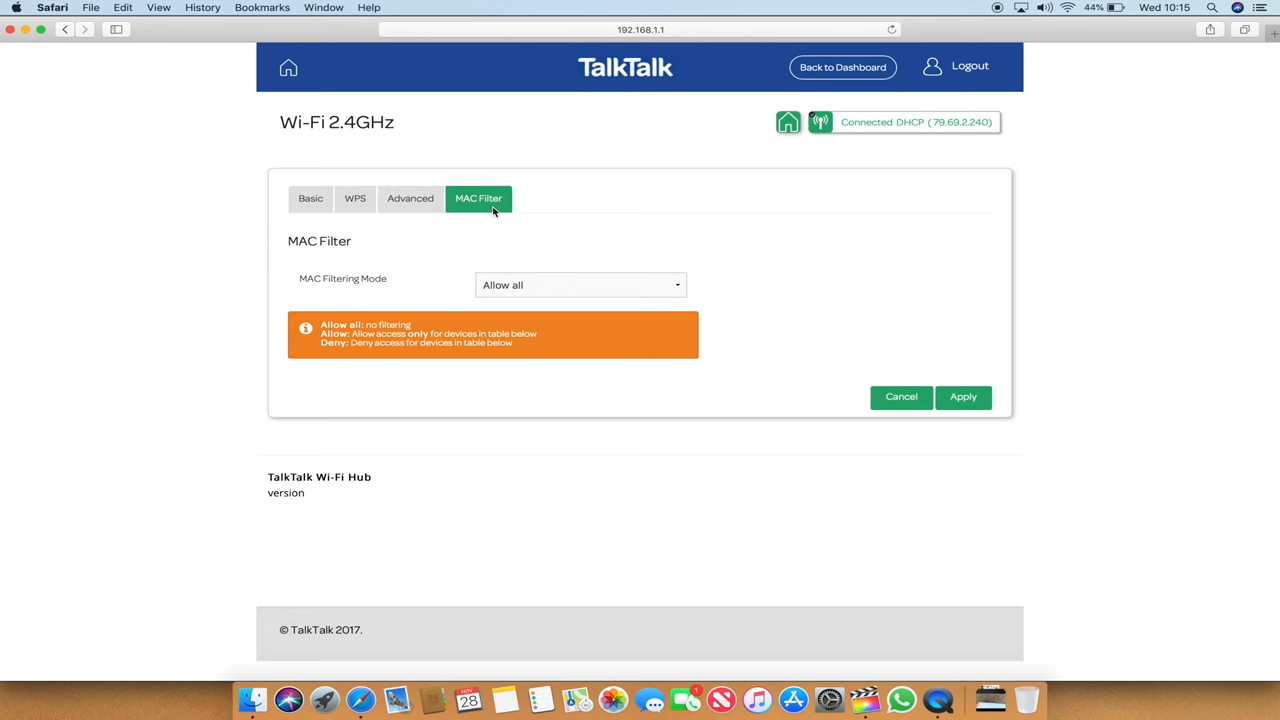 Safari File Edit View History Bookmarks Window Help 44% Wed 10:15
192.168.1.1
TalkTalk Back to Dashboard Logout
Wi-Fi 2.4GHz Connected DHCP (79.69.2.240)
Basic WPS Advanced MAC Filter
MAC Filter
MAC Filtering Mode Allow all
Allow all: no filtering
Allow: Allow access only for devices in table below
Deny: Deny access for devices in table below
Cancel Apply
TalkTalk Wi-Fi Hub
version
© TalkTalk 2017.
NOV
28
1